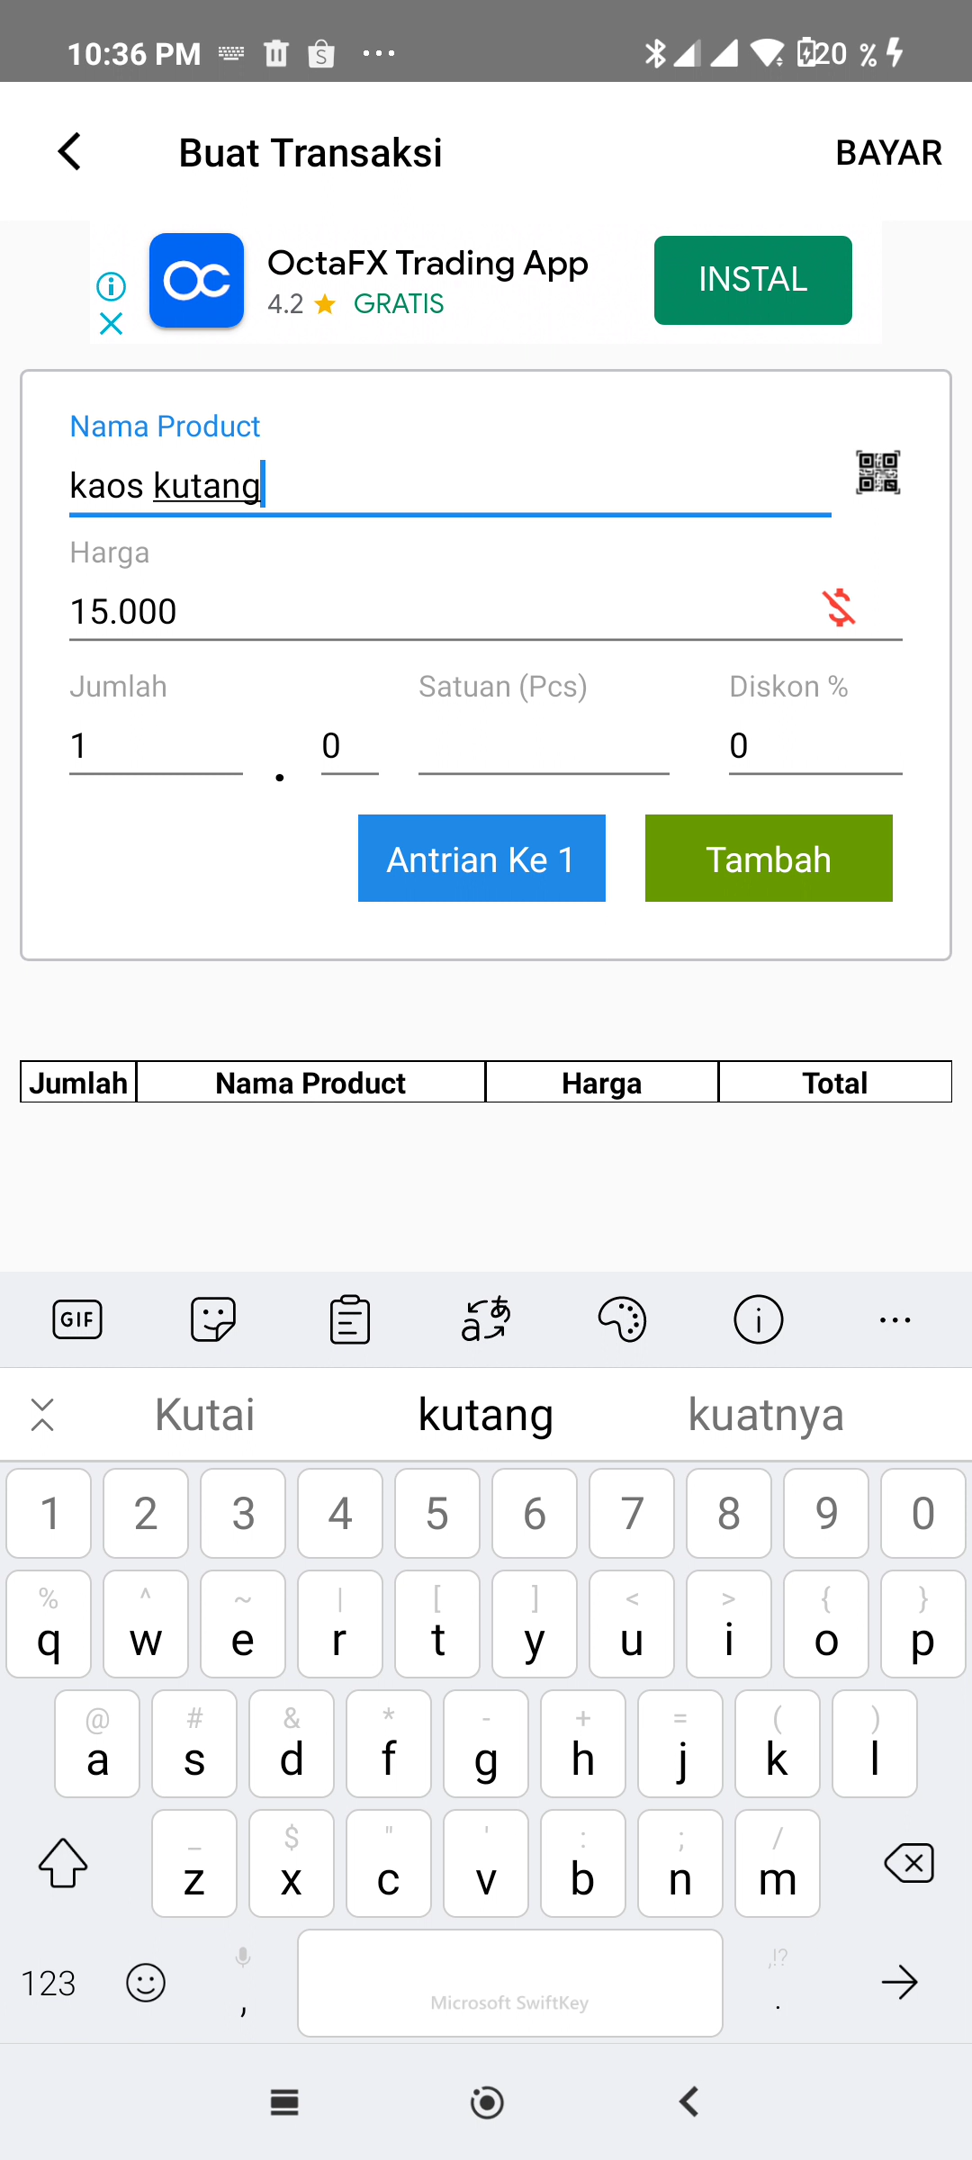 10:36 PM 20 %
Buat Transaksi BAYAR
OctaFX Trading App
4.2 GRATIS
INSTAL
Nama Product
kaos kutang
Harga
15.000
Jumlah Satuan (Pcs) Diskon %
1 . 0 0
Antrian Ke 1 Tambah
Jumlah Nama Product Harga Total
GIF
Kutai kutang kuatnya
1 2 3 4 5 6 7 8 9 0
% ^ ~ | [ ] < > { }
q w e r t y u i o p
@ # & * - + = ( )
a s d f g h j k l
_ $ " ' : ; /
z x c v b n m
123 , ,!? .
Microsoft SwiftKey